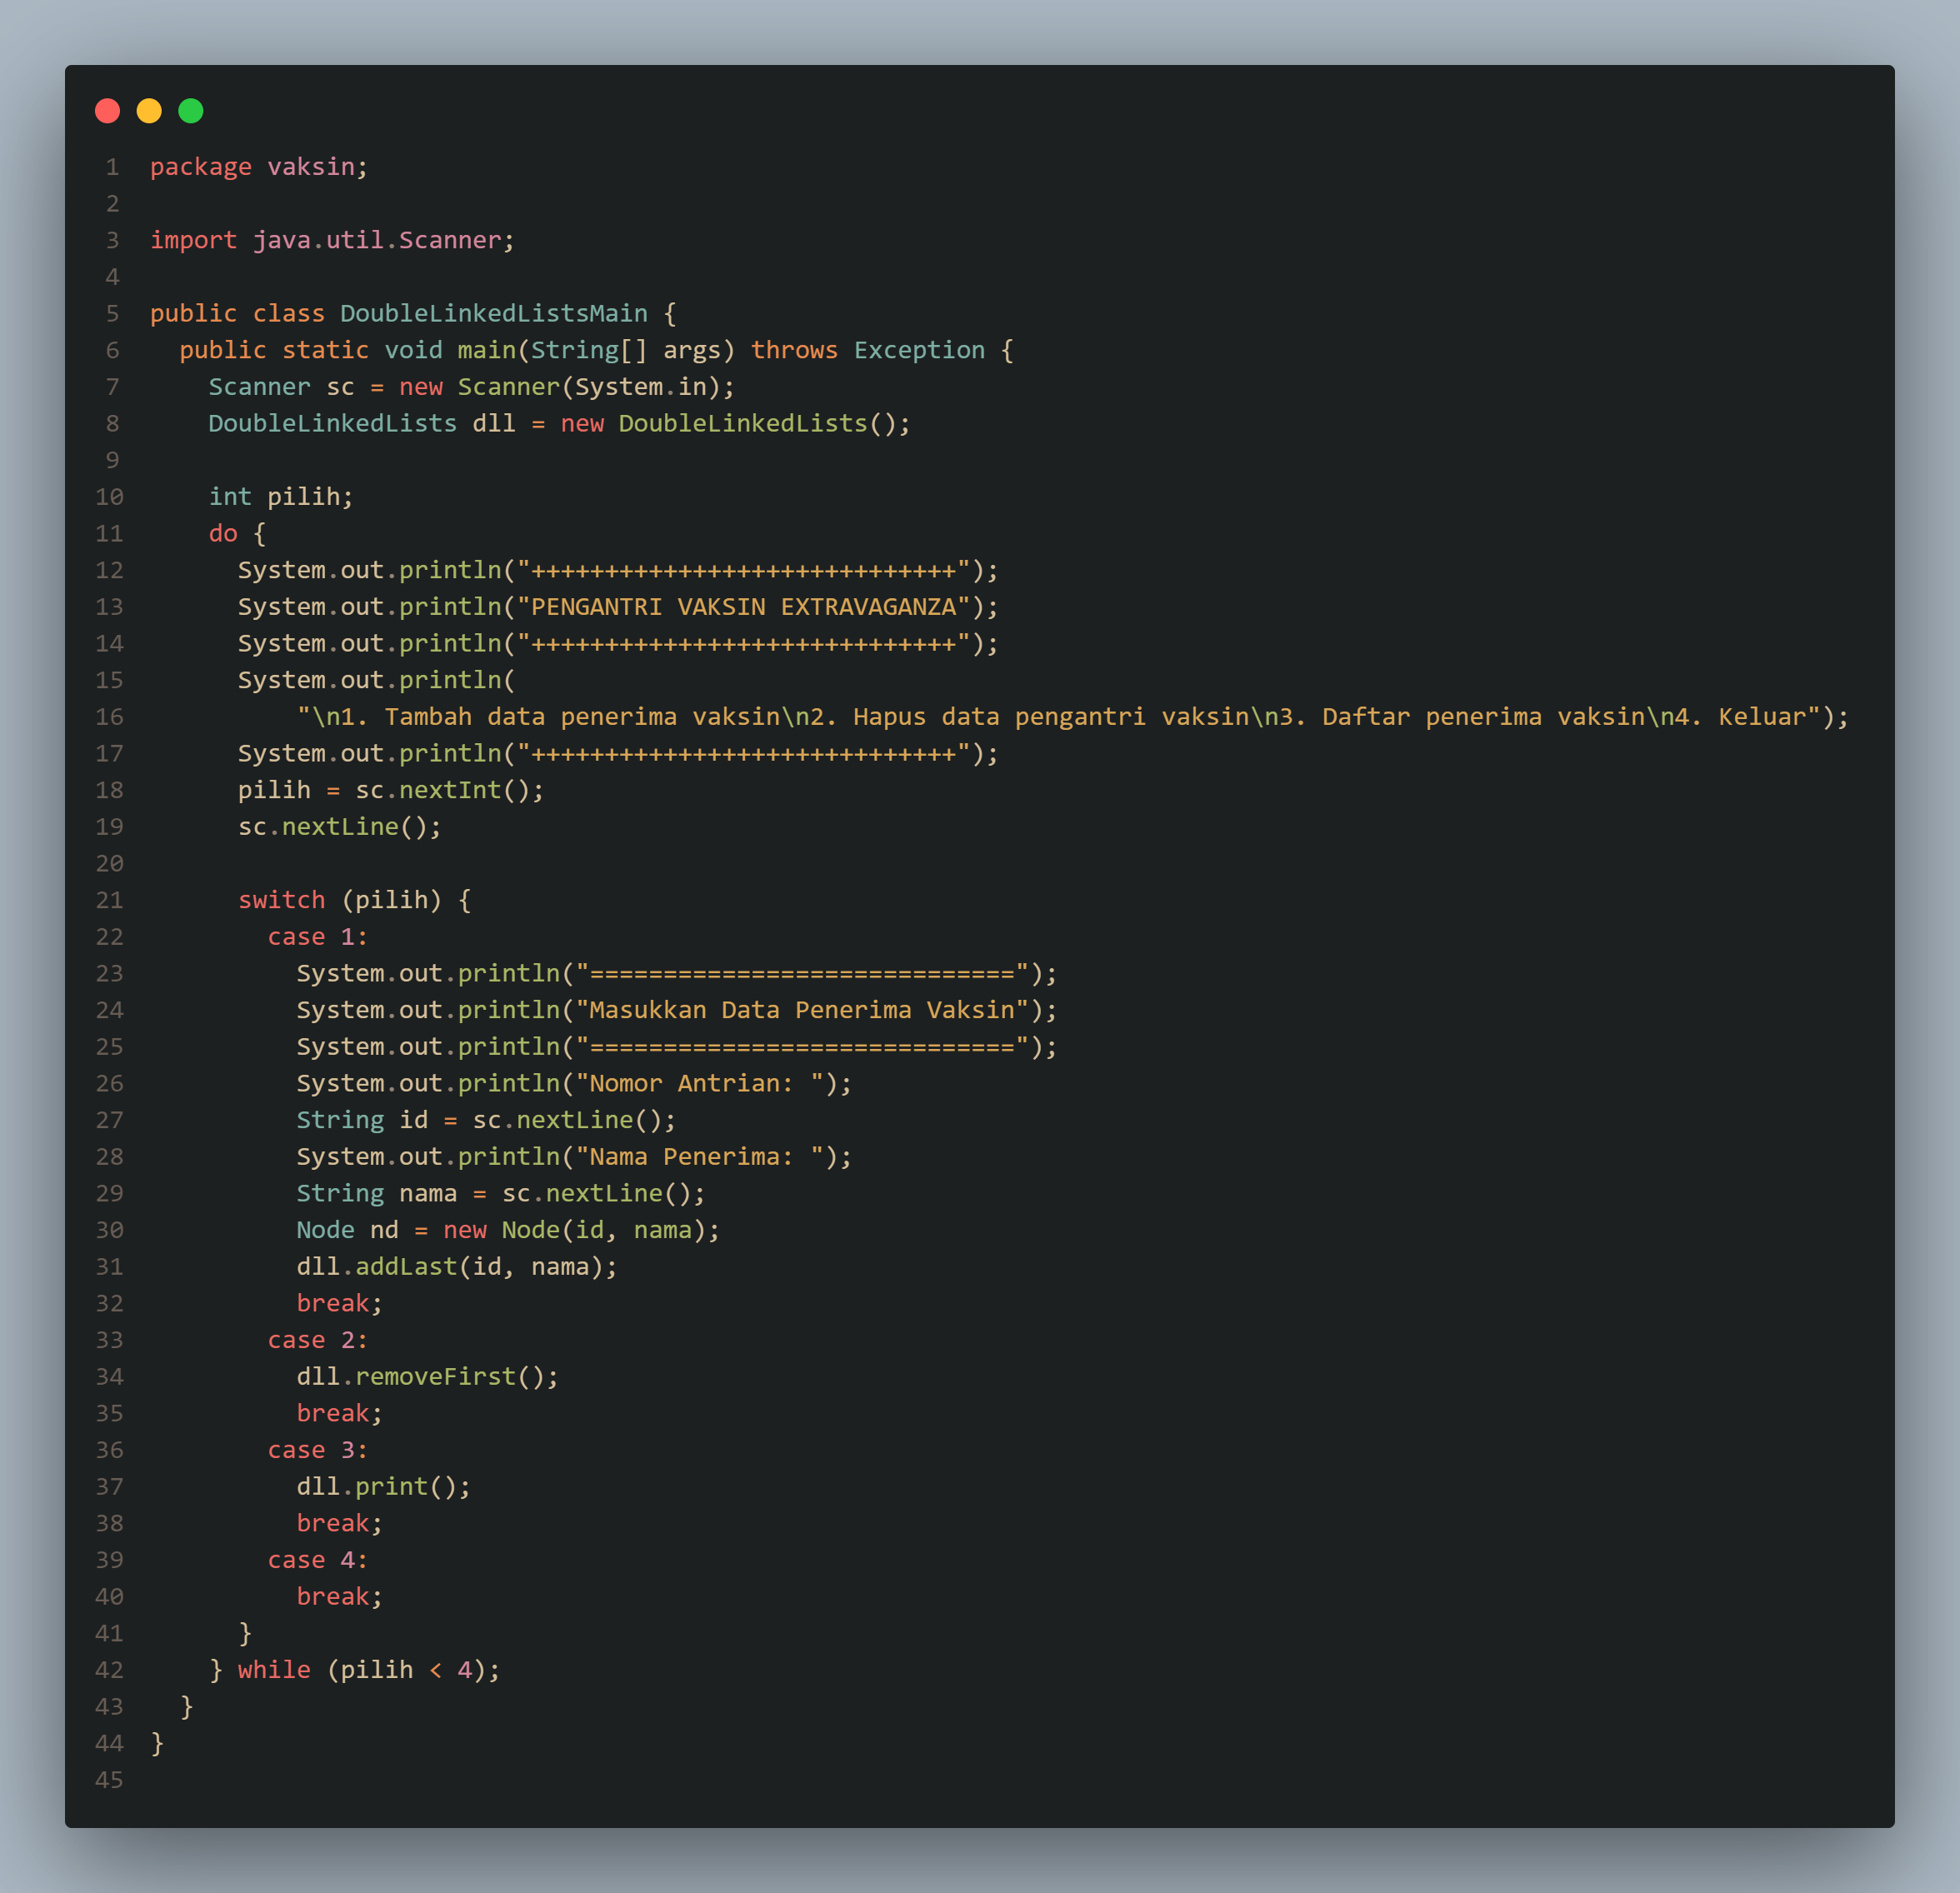 1 package vaksin;
2
3 import java.util.Scanner;
4
5 public class DoubleLinkedListsMain {
6   public static void main(String[] args) throws Exception {
7     Scanner sc = new Scanner(System.in);
8     DoubleLinkedLists dll = new DoubleLinkedLists();
9
10     int pilih;
11     do {
12       System.out.println("+++++++++++++++++++++++++++++");
13       System.out.println("PENGANTRI VAKSIN EXTRAVAGANZA");
14       System.out.println("+++++++++++++++++++++++++++++");
15       System.out.println(
16           "\n1. Tambah data penerima vaksin\n2. Hapus data pengantri vaksin\n3. Daftar penerima vaksin\n4. Keluar");
17       System.out.println("+++++++++++++++++++++++++++++");
18       pilih = sc.nextInt();
19       sc.nextLine();
20
21       switch (pilih) {
22         case 1:
23           System.out.println("=============================");
24           System.out.println("Masukkan Data Penerima Vaksin");
25           System.out.println("=============================");
26           System.out.println("Nomor Antrian: ");
27           String id = sc.nextLine();
28           System.out.println("Nama Penerima: ");
29           String nama = sc.nextLine();
30           Node nd = new Node(id, nama);
31           dll.addLast(id, nama);
32           break;
33         case 2:
34           dll.removeFirst();
35           break;
36         case 3:
37           dll.print();
38           break;
39         case 4:
40           break;
41       }
42     } while (pilih < 4);
43   }
44 }
45